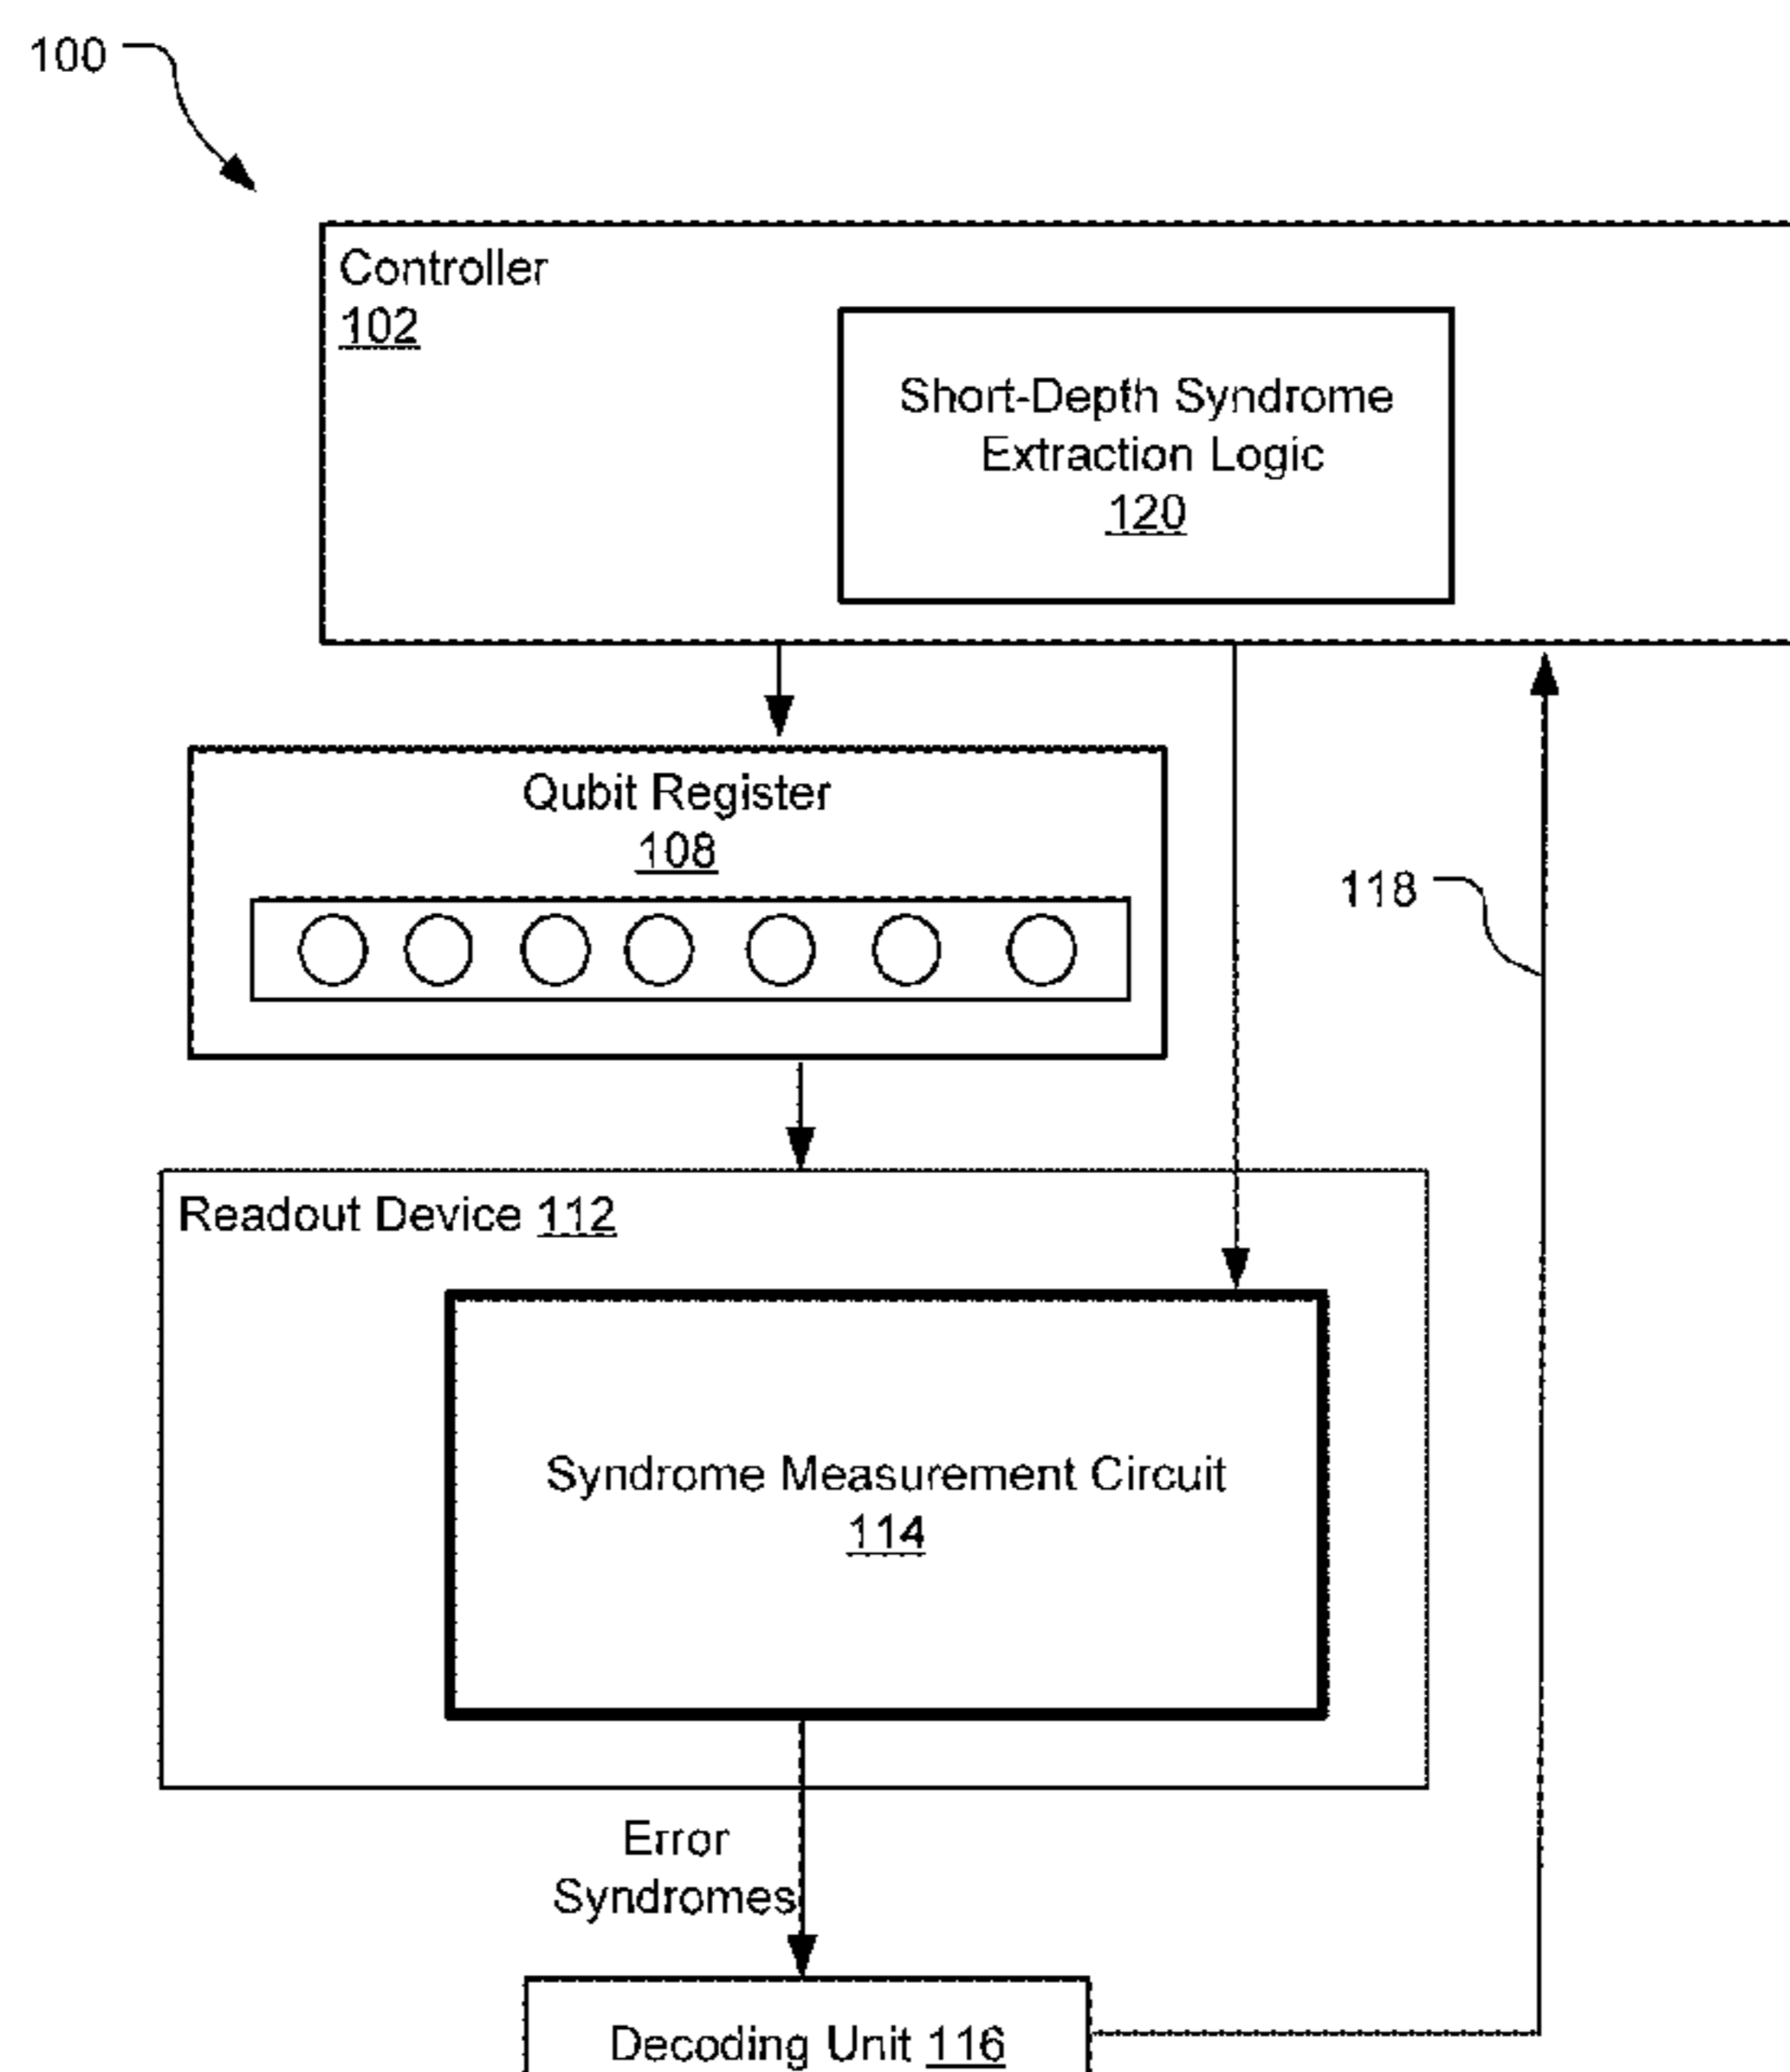 100
Controller
102
Short-Depth Syndrome
Extraction Logic
120
Qubit Register
108
118
Readout Device 112
Syndrome Measurement Circuit
114
Error
Syndromes
Decoding Unit 116